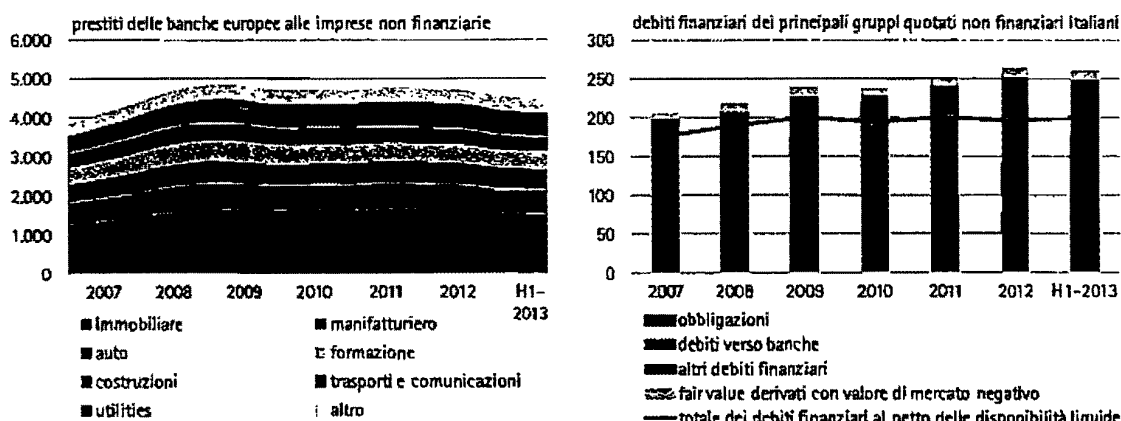 prestiti delle banche europee alle imprese non finanziarie
6.000
5.000
4.000
3.000
2.000
1.000
0
2007 2008 2009 2010 2011 2012 H1-
2013
immobiliare manifatturiero
auto formazione
costruzioni trasporti e comunicazioni
utilities altro
debiti finanziari dei principali gruppi quotati non finanziari italiani
300
250
200
150
100
50
0
2007 2008 2009 2010 2011 2012 H1-2013
obbligazioni
debiti verso banche
altri debiti finanziari
fair value derivati con valore di mercato negativo
totale dei debiti finanziari al netto delle disponibilità liquide